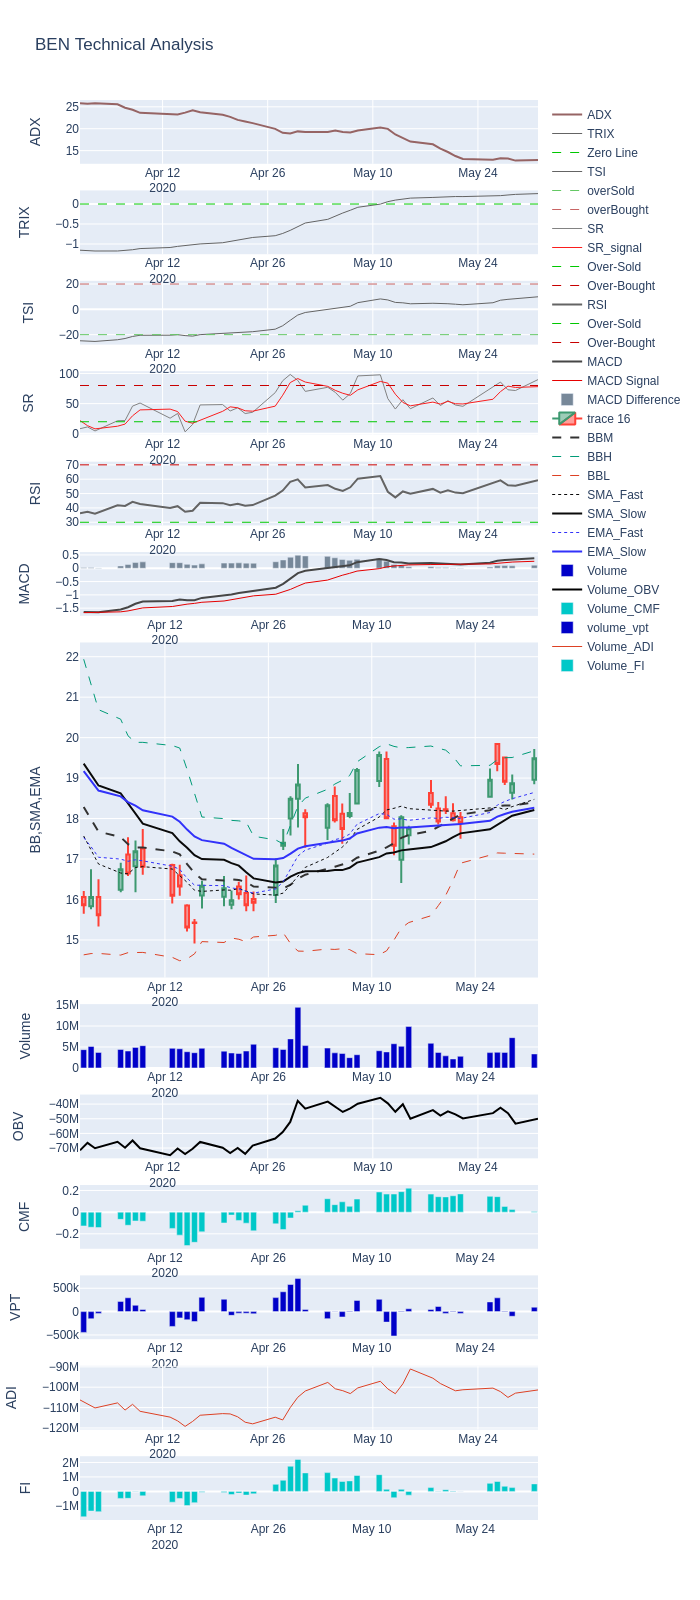 BEN Technical Analysis
ADX
25
20
15
Apr 12
2020
Apr 26
May 10
May 24
TRIX
0
−0.5
−1
Apr 12
2020
Apr 26
May 10
May 24
TSI
20
0
−20
Apr 12
2020
Apr 26
May 10
May 24
SR
100
50
0
Apr 12
2020
Apr 26
May 10
May 24
RSI
70
60
50
40
30
Apr 12
2020
Apr 26
May 10
May 24
MACD
0.5
0
−0.5
−1
−1.5
Apr 12
2020
Apr 26
May 10
May 24
BB,SMA,EMA
22
21
20
19
18
17
16
15
Apr 12
2020
Apr 26
May 10
May 24
Volume
15M
10M
5M
0
Apr 12
2020
Apr 26
May 10
May 24
OBV
−40M
−50M
−60M
−70M
Apr 12
2020
Apr 26
May 10
May 24
CMF
0.2
0
−0.2
Apr 12
2020
Apr 26
May 10
May 24
VPT
500k
0
−500k
Apr 12
2020
Apr 26
May 10
May 24
ADI
−90M
−100M
−110M
−120M
Apr 12
2020
Apr 26
May 10
May 24
FI
2M
1M
0
−1M
Apr 12
2020
Apr 26
May 10
May 24
ADX
TRIX
Zero Line
TSI
overSold
overBought
SR
SR_signal
Over-Sold
Over-Bought
RSI
Over-Sold
Over-Bought
MACD
MACD Signal
MACD Difference
trace 16
BBM
BBH
BBL
SMA_Fast
SMA_Slow
EMA_Fast
EMA_Slow
Volume
Volume_OBV
Volume_CMF
volume_vpt
Volume_ADI
Volume_FI